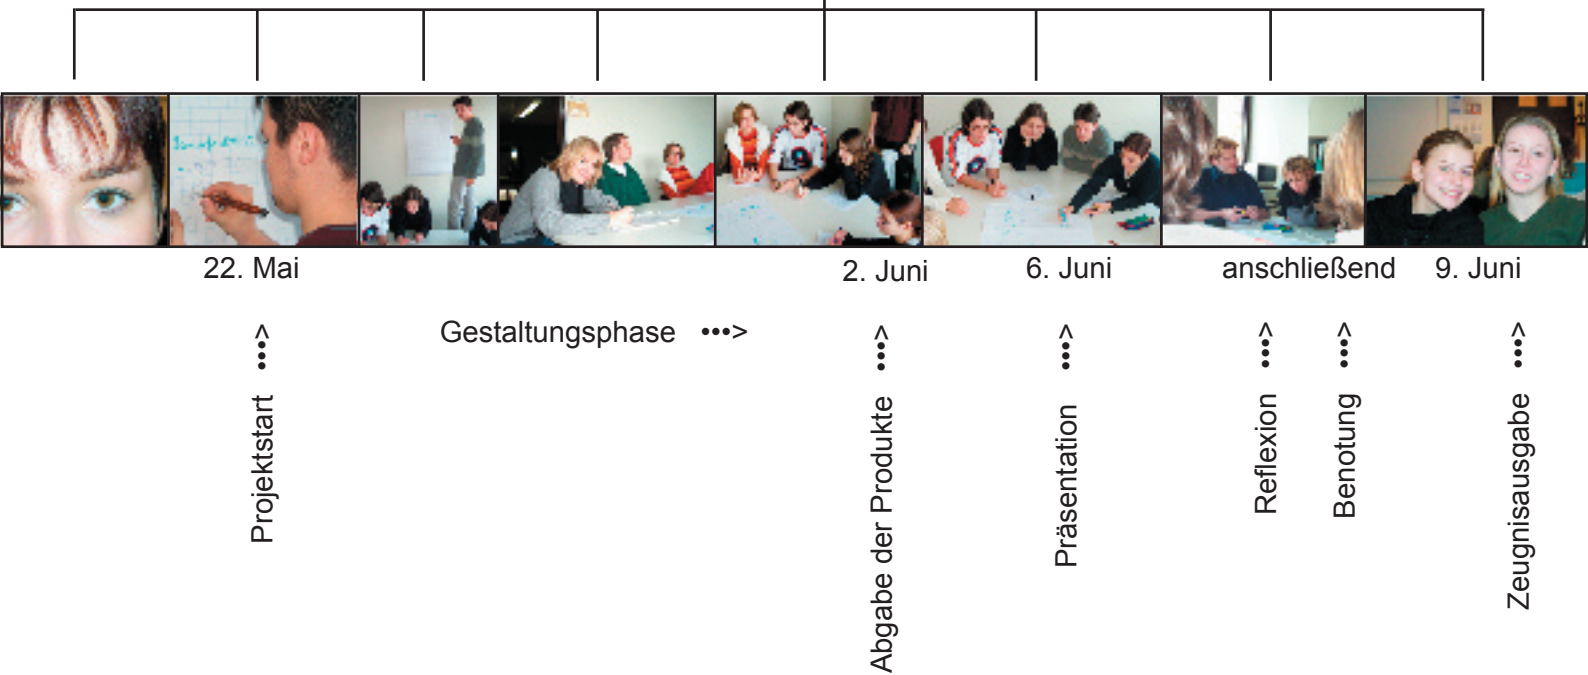 22. Mai
2. Juni
6. Juni
anschließend
9. Juni
Gestaltungsphase •••>
Projektstart •••>
Abgabe der Produkte •••>
Präsentation •••>
Reflexion •••>
Benotung •••>
Zeugnisausgabe •••>